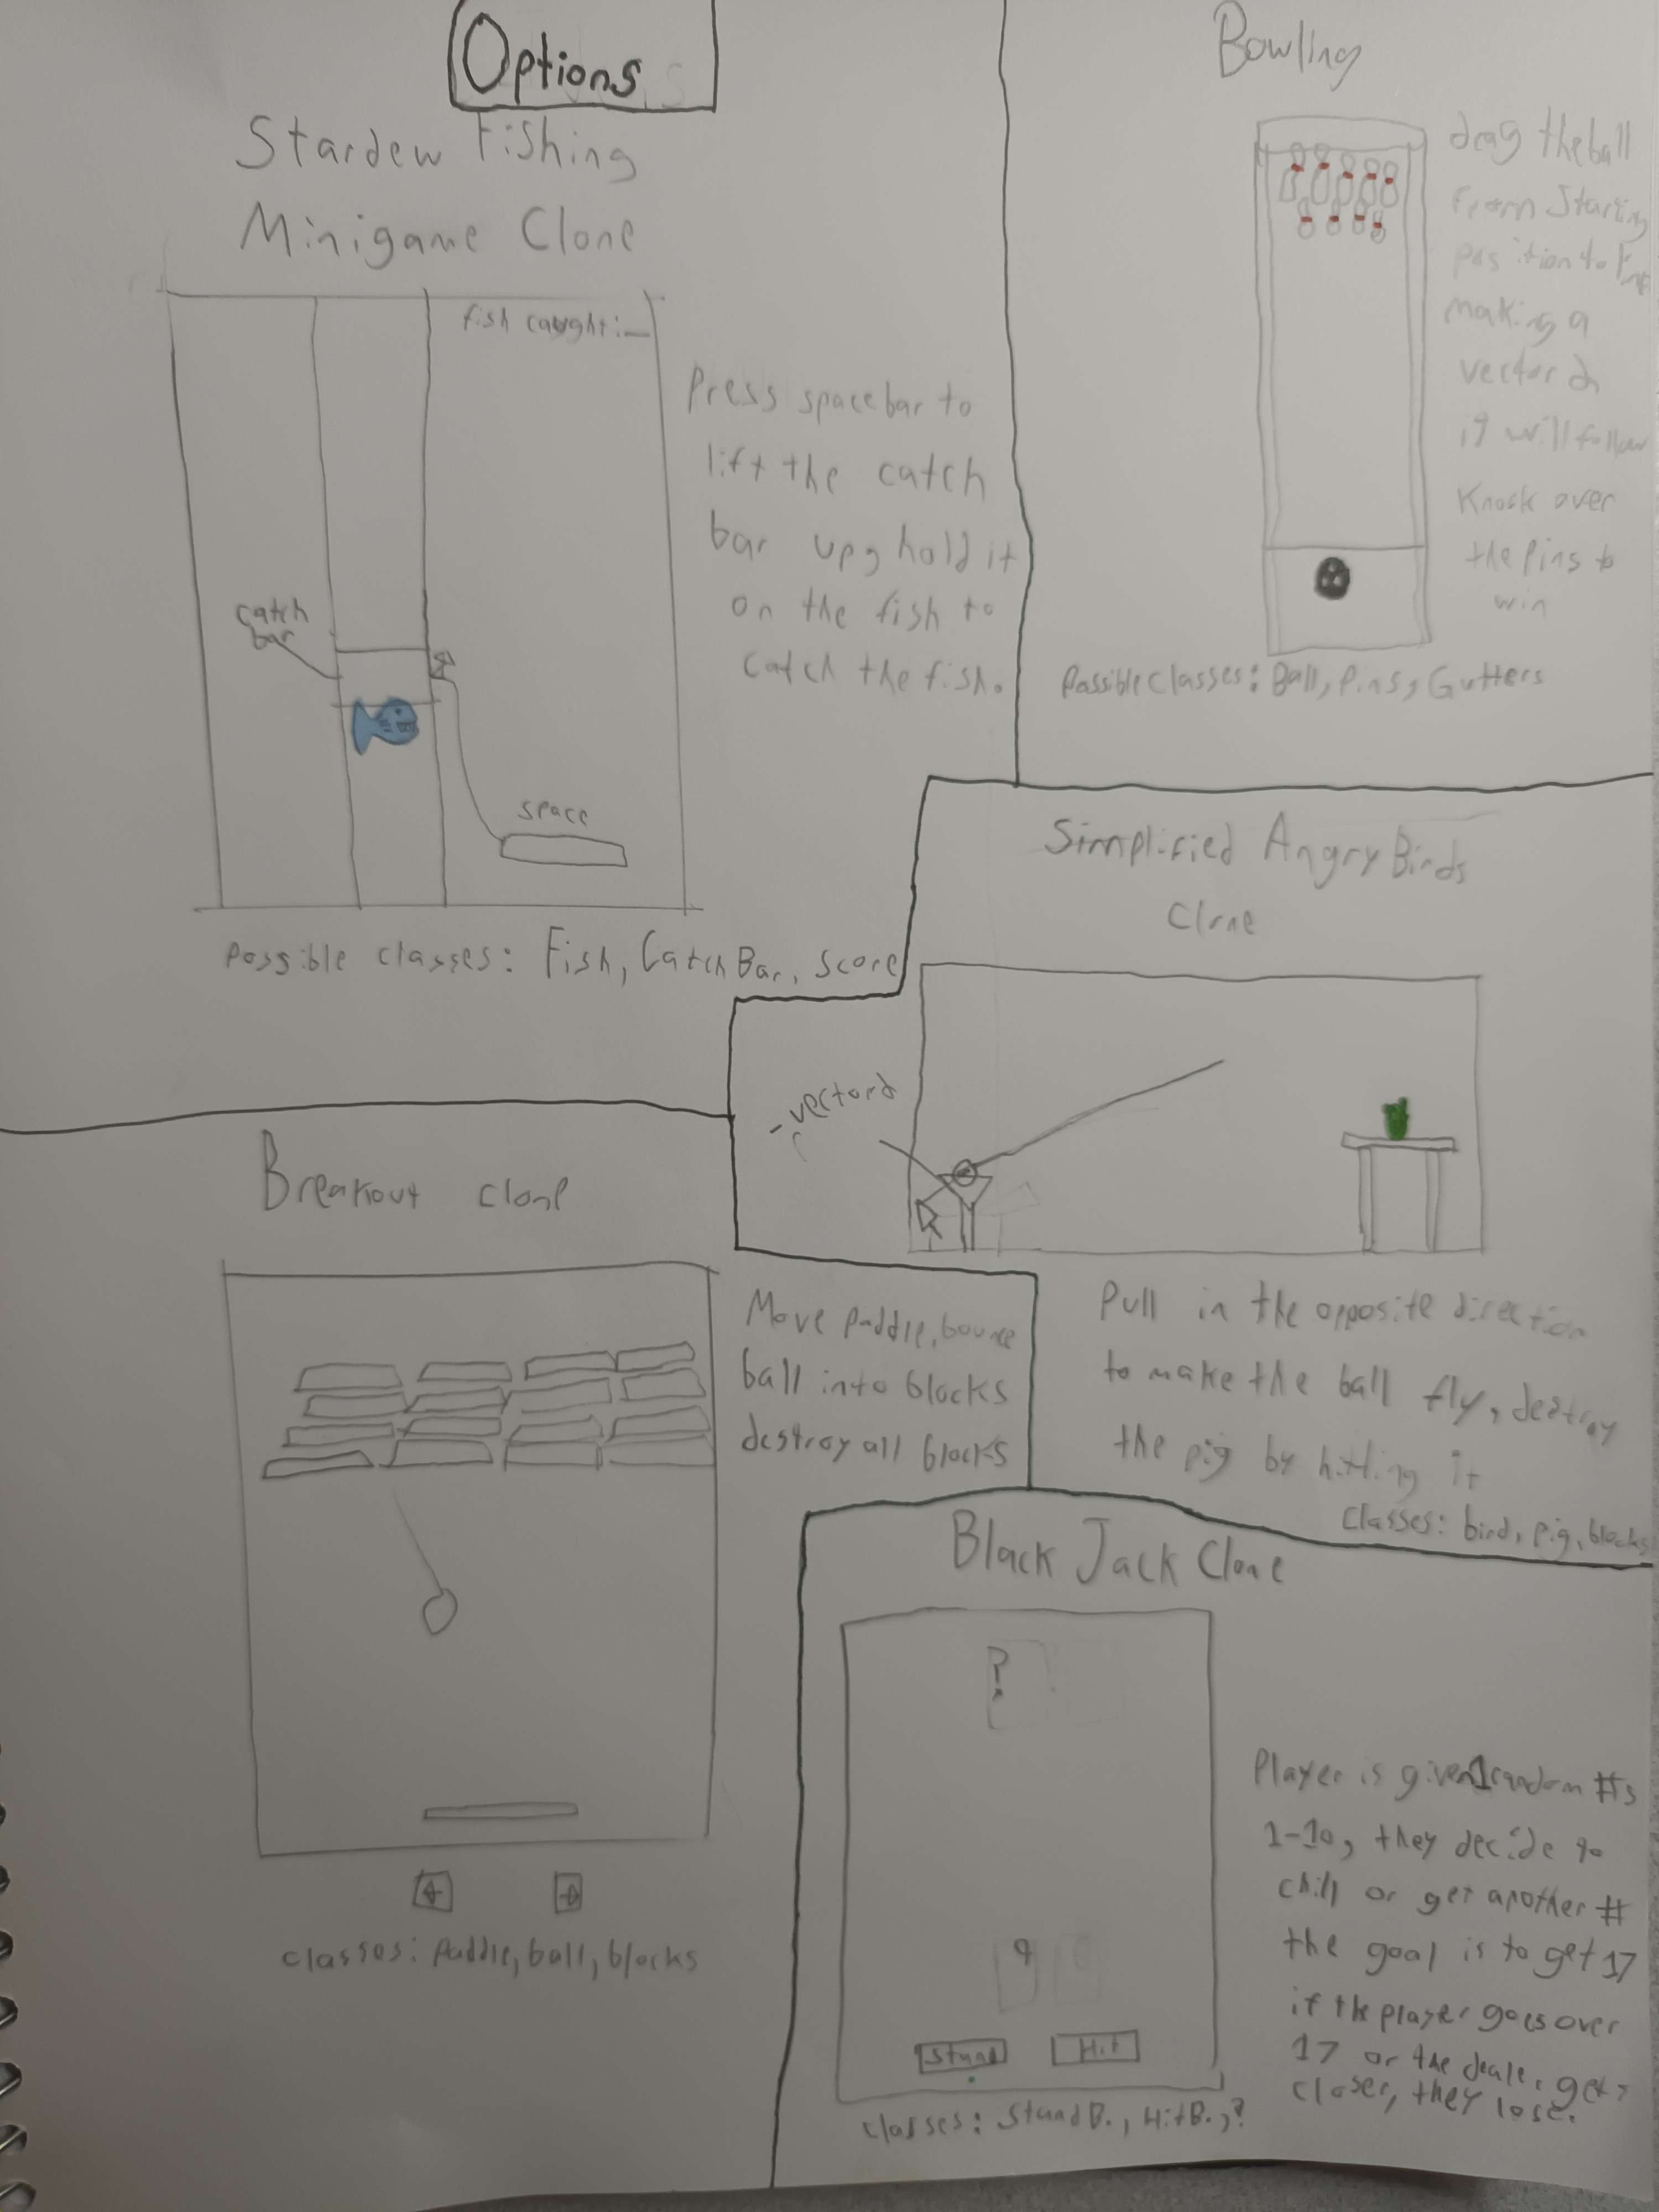 Options
Stardew Fishing
Minigame Clone
fish caught:_
catch
bar
space
Press spacebar to
lift the catch
bar up, hold it
on the fish to
catch the fish.
Possible classes: Fish, Catch Bar, Score
Bowling
drag the ball
from Starting
position to
making a
vector &
it will follow
Knock over
the pins to
win
Possible Classes: Ball, Pins, Gutters
Simplified Angry Birds
Clone
Pull in the opposite direction
to make the ball fly, destroy
the pig by hitting it
Classes: bird, pig, blocks
Breakout clone
Move paddle, bounce
ball into blocks
destroy all blocks
classes: Paddle, ball, blocks
Black Jack Clone
?
9
Stand
Hit
Player is given 1 random #s
1-10, they decide to
chill or get another #
the goal is to get 17
if the player goes over
17 or the dealer gets
closer, they lose.
classes: Stand B., Hit B., ?